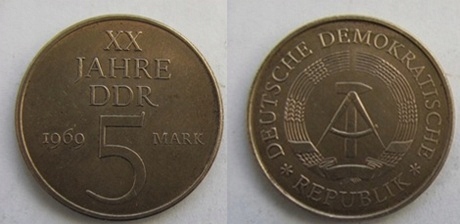 XX
JAHRE
DDR
1969 5 MARK
DEUTSCHE DEMOKRATISCHE
* REPUBLIK *